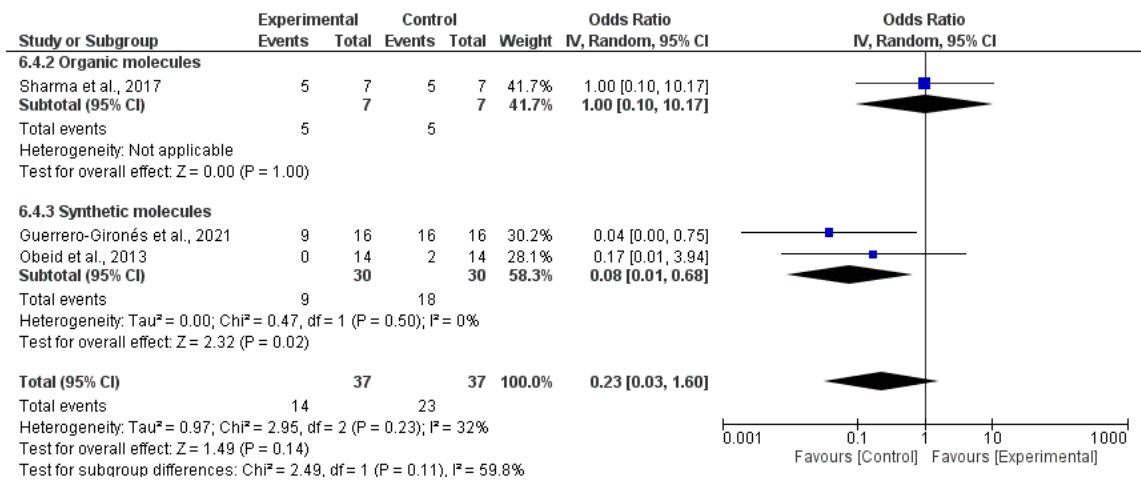 Experimental Control Odds Ratio Odds Ratio
Study or Subgroup Events Total Events Total Weight IV, Random, 95% CI IV, Random, 95% CI
6.4.2 Organic molecules
Sharma et al., 2017 5 7 5 7 41.7% 1.00 [0.10, 10.17]
Subtotal (95% CI) 7 7 41.7% 1.00 [0.10, 10.17]
Total events 5 5
Heterogeneity: Not applicable
Test for overall effect: Z = 0.00 (P = 1.00)
6.4.3 Synthetic molecules
Guerrero-Gironés et al., 2021 9 16 16 16 30.2% 0.04 [0.00, 0.75]
Obeid et al., 2013 0 14 2 14 28.1% 0.17 [0.01, 3.94]
Subtotal (95% CI) 30 30 58.3% 0.08 [0.01, 0.68]
Total events 9 18
Heterogeneity: Tau² = 0.00; Chi² = 0.47, df = 1 (P = 0.50); I² = 0%
Test for overall effect: Z = 2.32 (P = 0.02)
Total (95% CI) 37 37 100.0% 0.23 [0.03, 1.60]
Total events 14 23
Heterogeneity: Tau² = 0.97; Chi² = 2.95, df = 2 (P = 0.23); I² = 32%
Test for overall effect: Z = 1.49 (P = 0.14)
Test for subgroup differences: Chi² = 2.49, df = 1 (P = 0.11), I² = 59.8%
0.001 0.1 1 10 1000
Favours [Control] Favours [Experimental]